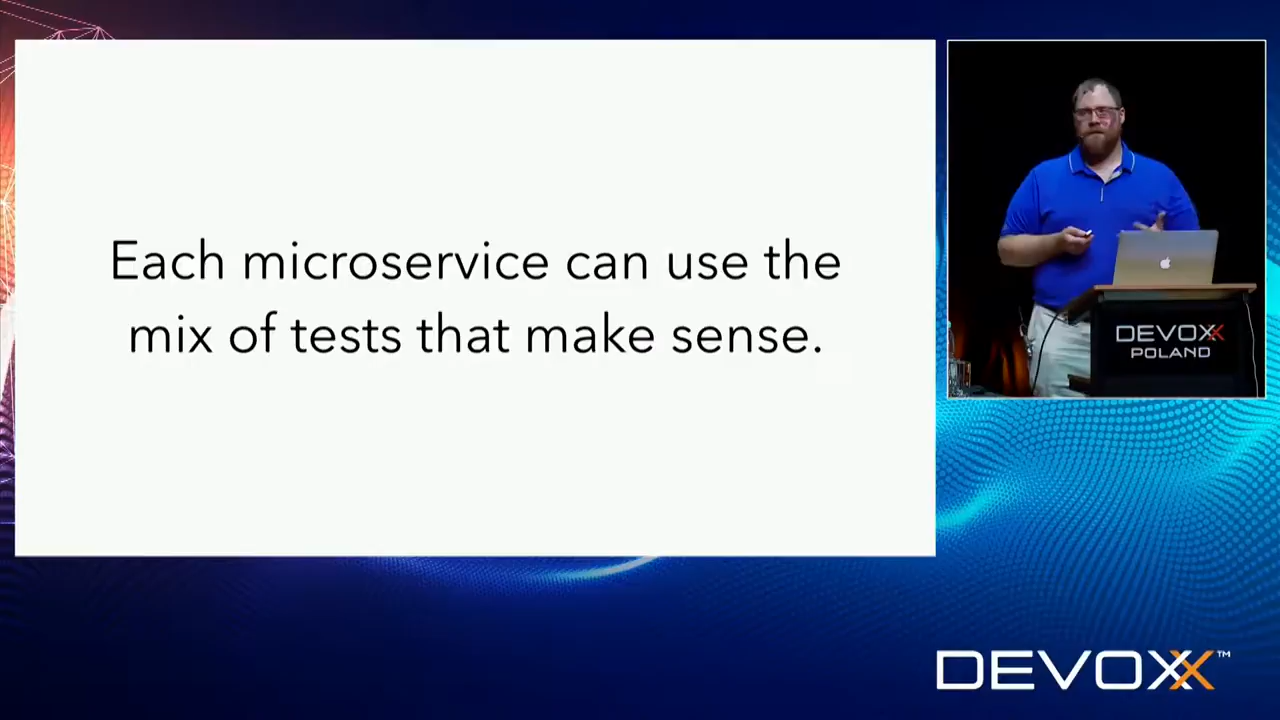 Each microservice can use the
mix of tests that make sense.
DEVOXX
POLAND
DEVOXX™